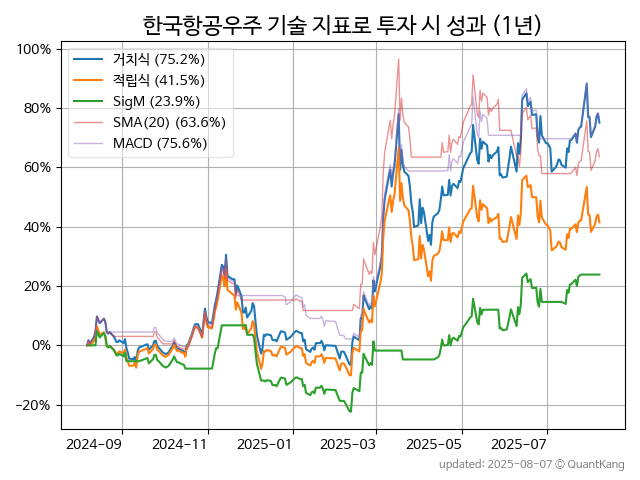 한국항공우주 기술 지표로 투자 시 성과 (1년)
100%
80%
60%
40%
20%
0%
−20%
거치식 (75.2%)
적립식 (41.5%)
SigM (23.9%)
SMA(20) (63.6%)
MACD (75.6%)
2024-09
2024-11
2025-01
2025-03
2025-05
2025-07
updated: 2025-08-07 © QuantKang